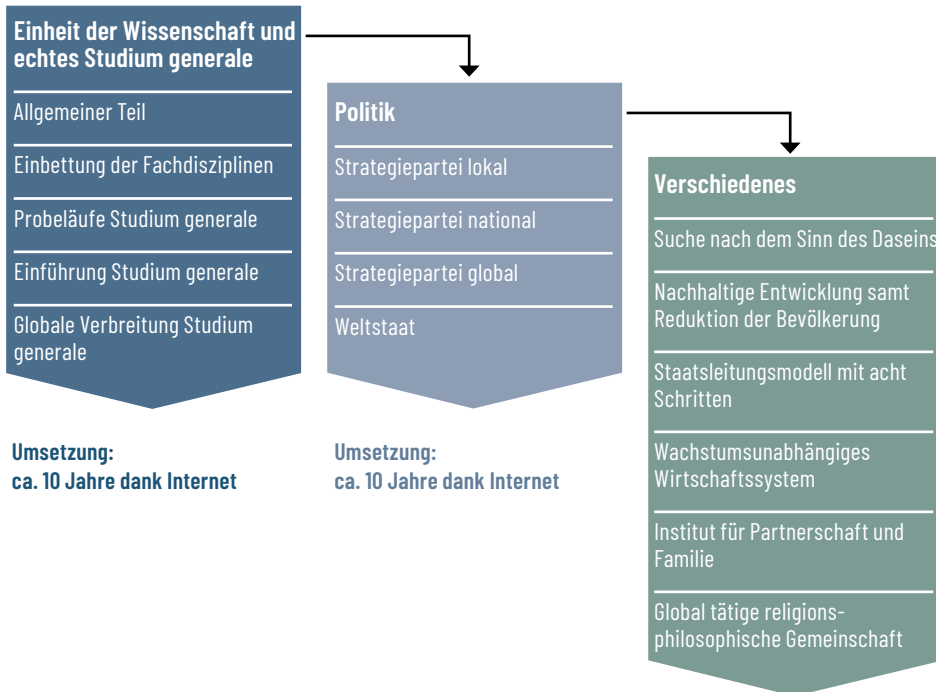 Einheit der Wissenschaft und
echtes Studium generale
Allgemeiner Teil
Einbettung der Fachdisziplinen
Probeläufe Studium generale
Einführung Studium generale
Globale Verbreitung Studium
generale
Umsetzung:
ca. 10 Jahre dank Internet
Politik
Strategiepartei lokal
Strategiepartei national
Strategiepartei global
Weltstaat
Umsetzung:
ca. 10 Jahre dank Internet
Verschiedenes
Suche nach dem Sinn des Daseins
Nachhaltige Entwicklung samt
Reduktion der Bevölkerung
Staatsleitungsmodell mit acht
Schritten
Wachstumsunabhängiges
Wirtschaftssystem
Institut für Partnerschaft und
Familie
Global tätige religions-
philosophische Gemeinschaft